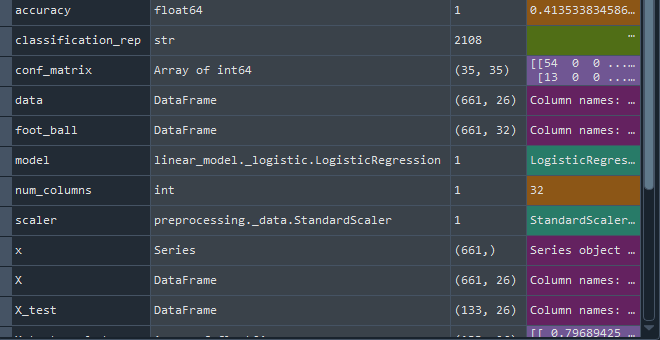 accuracy float64 1 0.413533834586…
classification_rep str 2108 …
conf_matrix Array of int64 (35, 35) [[54 0 0 ...…
[13 0 0 ...…
data DataFrame (661, 26) Column names: …
foot_ball DataFrame (661, 32) Column names: …
model linear_model._logistic.LogisticRegression 1 LogisticRegres…
num_columns int 1 32
scaler preprocessing._data.StandardScaler 1 StandardScaler…
x Series (661,) Series object …
X DataFrame (661, 26) Column names: …
X_test DataFrame (133, 26) Column names: …
[[ 0.79689425 …